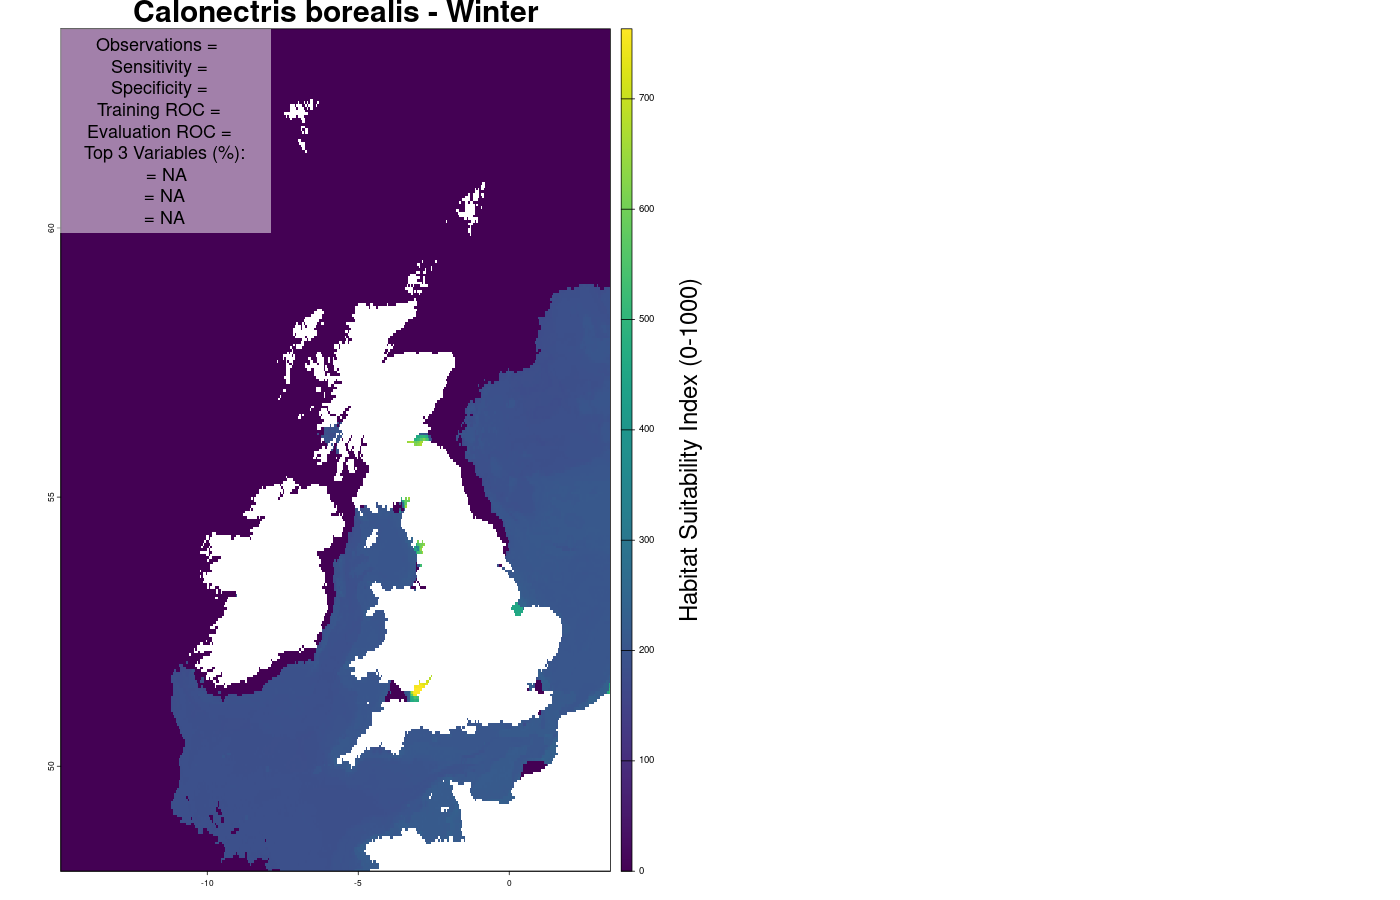 Calonectris borealis - Winter
Observations =
Sensitivity =
Specificity =
Training ROC =
Evaluation ROC =
Top 3 Variables (%):
= NA
= NA
= NA
60
55
50
-10
-5
0
700
600
500
400
300
200
100
0
Habitat Suitability Index (0-1000)